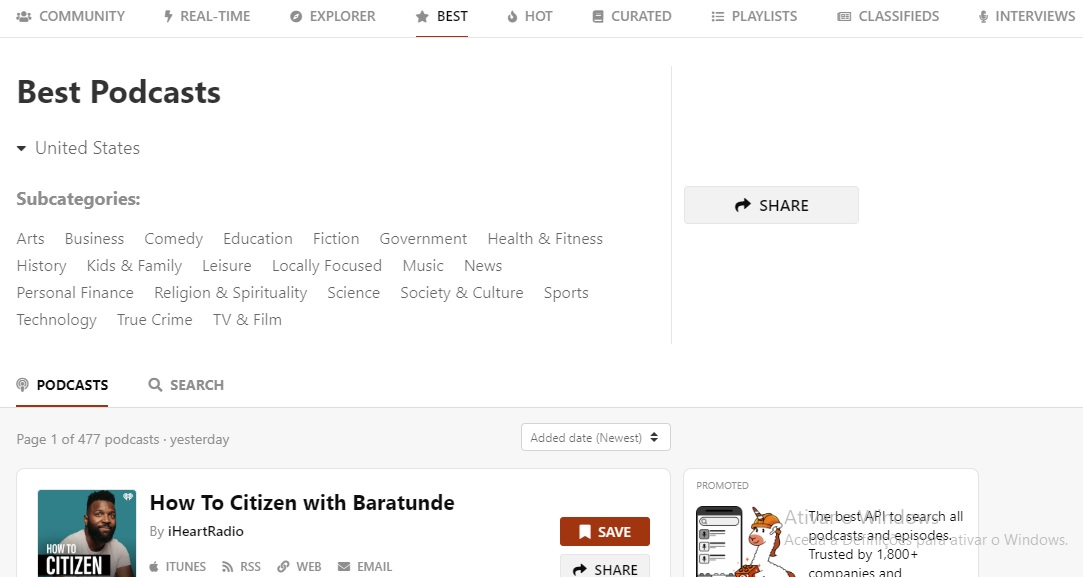 COMMUNITY REAL-TIME EXPLORER BEST HOT CURATED PLAYLISTS CLASSIFIEDS INTERVIEWS
Best Podcasts
United States
Subcategories:
Arts Business Comedy Education Fiction Government Health & Fitness
History Kids & Family Leisure Locally Focused Music News
Personal Finance Religion & Spirituality Science Society & Culture Sports
Technology True Crime TV & Film
SHARE
PODCASTS SEARCH
Page 1 of 477 podcasts · yesterday
Added date (Newest)
HOW TO
CITIZEN
How To Citizen with Baratunde
By iHeartRadio
ITUNES RSS WEB EMAIL
SAVE
SHARE
PROMOTED
The best API to search all
podcasts and episodes.
Trusted by 1,800+
companies and
Ativar o Windows
Aceda a Definições para ativar o Windows.